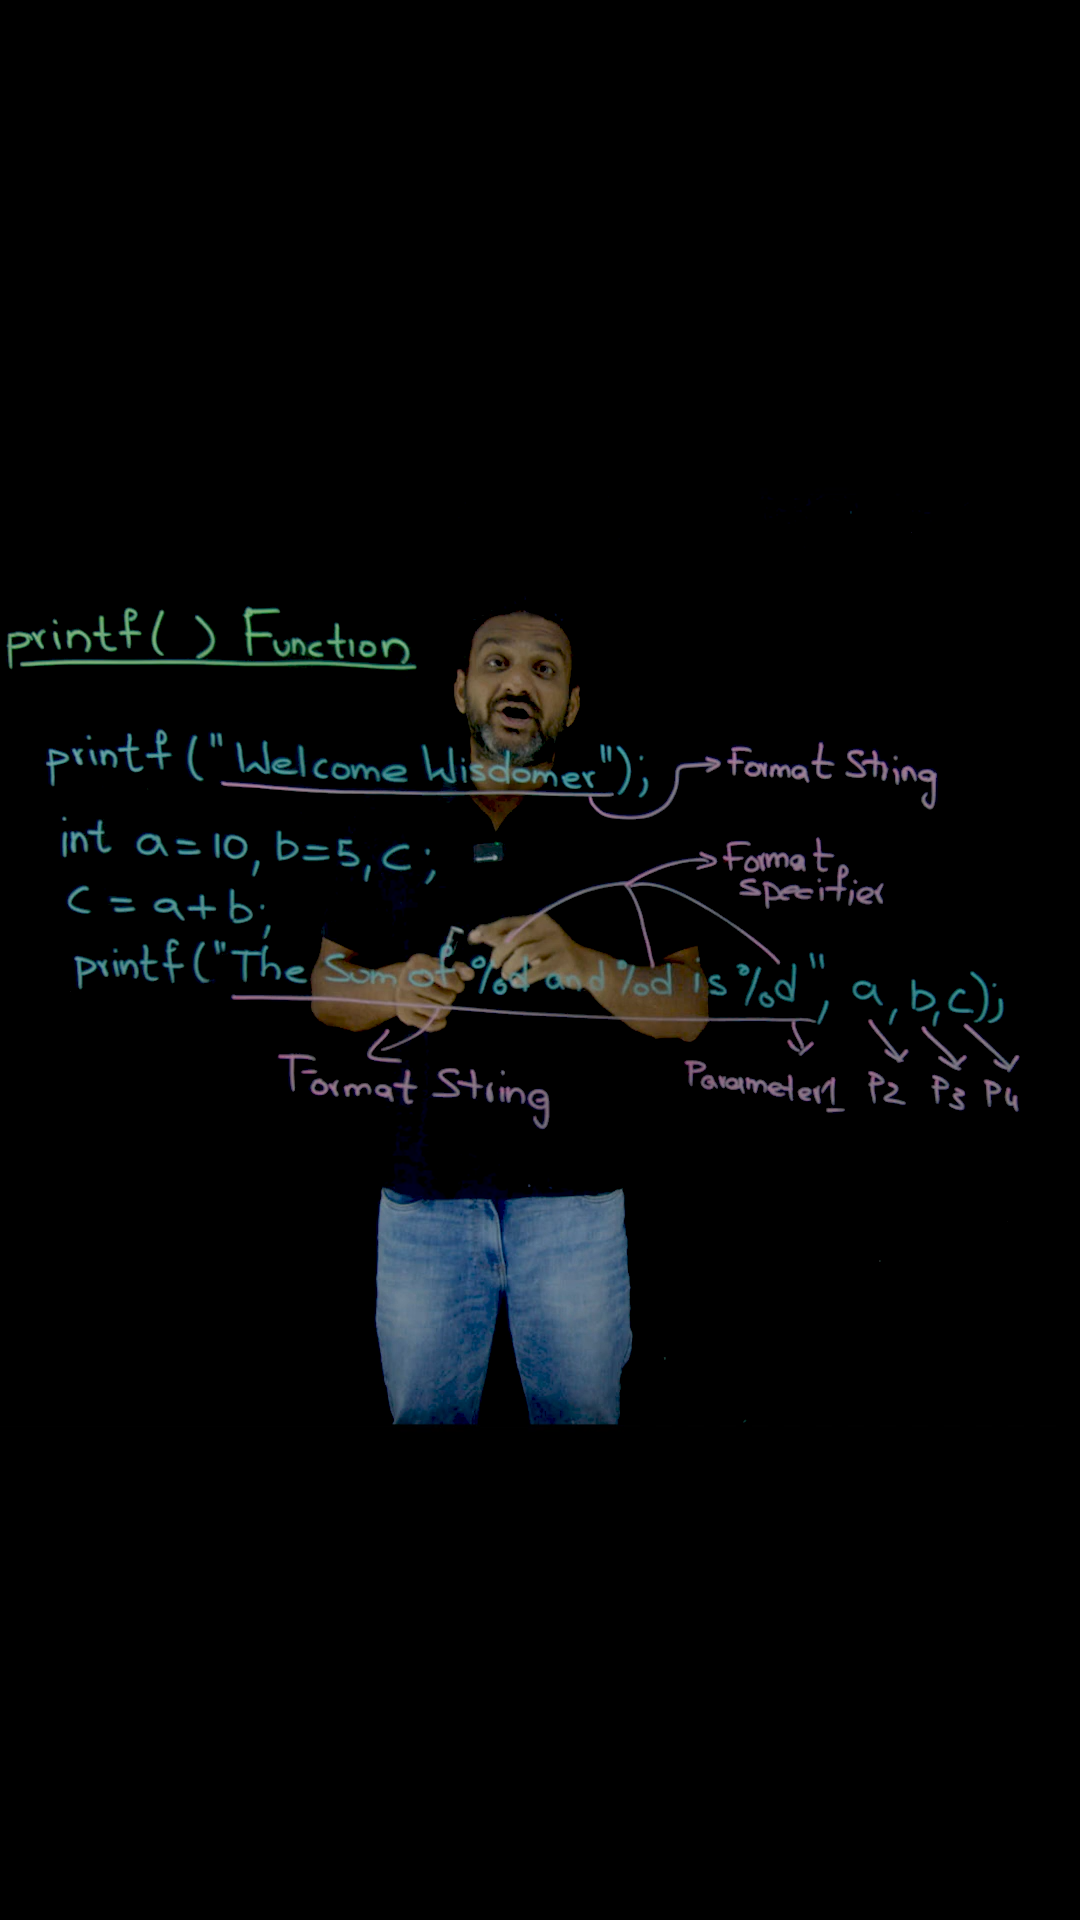 printf( ) Function
printf("Welcome Wisdomer");
Format String
int a=10, b=5, c;
Format
specifier
c = a+b;
printf("The Sum of %d and %d is %d", a, b, c);
Format String
Parameter1 P2 P3 P4